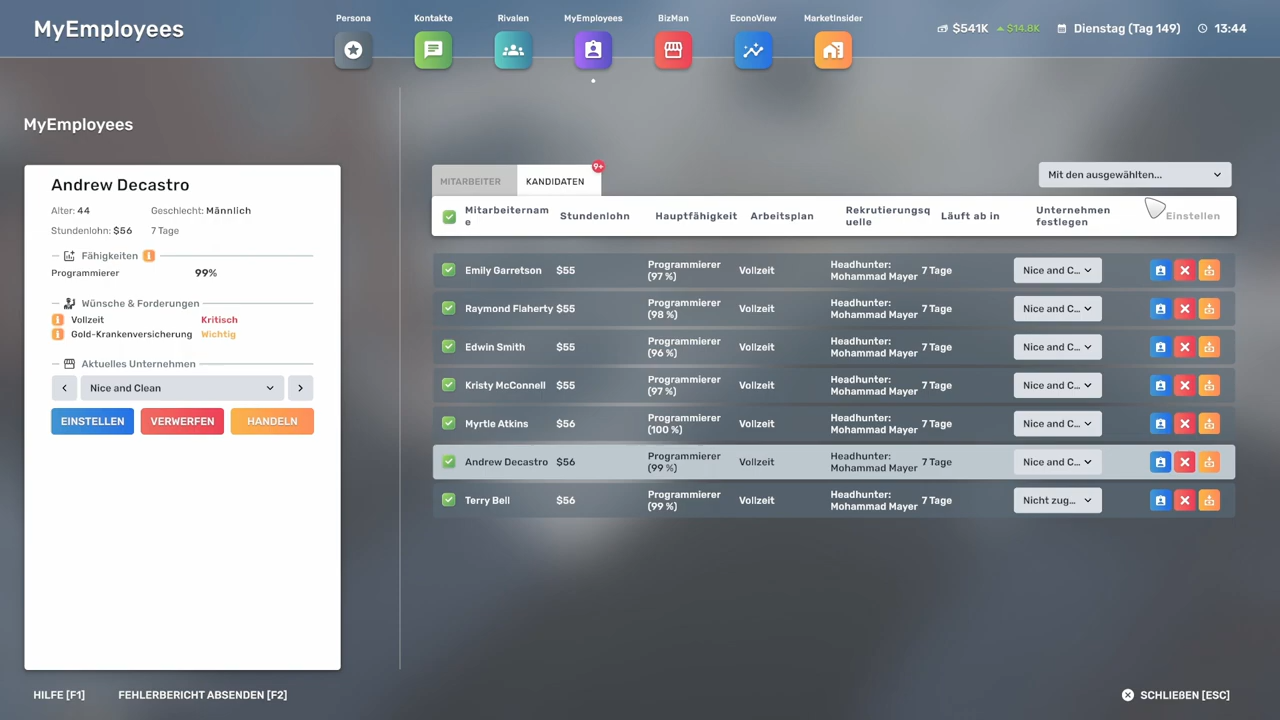 MyEmployees
Persona
Kontakte
Rivalen
MyEmployees
BizMan
EconoView
MarketInsider
$541K
$14.8K
Dienstag (Tag 149)
13:44
MyEmployees
Andrew Decastro
Alter: 44
Geschlecht: Männlich
Stundenlohn: $56
7 Tage
Fähigkeiten
Programmierer 99%
Wünsche & Forderungen
Vollzeit Kritisch
Gold-Krankenversicherung Wichtig
Aktuelles Unternehmen
Nice and Clean
EINSTELLEN
VERWERFEN
HANDELN
MITARBEITER
KANDIDATEN
9+
Mit den ausgewählten...
Mitarbeiternam
e
Stundenlohn
Hauptfähigkeit
Arbeitsplan
Rekrutierungsq
uelle
Läuft ab in
Unternehmen
festlegen
Einstellen
Emily Garretson $55 Programmierer
(97 %) Vollzeit Headhunter:
Mohammad Mayer 7 Tage Nice and C...
Raymond Flaherty $55 Programmierer
(98 %) Vollzeit Headhunter:
Mohammad Mayer 7 Tage Nice and C...
Edwin Smith $55 Programmierer
(96 %) Vollzeit Headhunter:
Mohammad Mayer 7 Tage Nice and C...
Kristy McConnell $55 Programmierer
(97 %) Vollzeit Headhunter:
Mohammad Mayer 7 Tage Nice and C...
Myrtle Atkins $56 Programmierer
(100 %) Vollzeit Headhunter:
Mohammad Mayer 7 Tage Nice and C...
Andrew Decastro $56 Programmierer
(99 %) Vollzeit Headhunter:
Mohammad Mayer 7 Tage Nice and C...
Terry Bell $56 Programmierer
(99 %) Vollzeit Headhunter:
Mohammad Mayer 7 Tage Nicht zug...
HILFE [F1]
FEHLERBERICHT ABSENDEN [F2]
SCHLIEßEN [ESC]